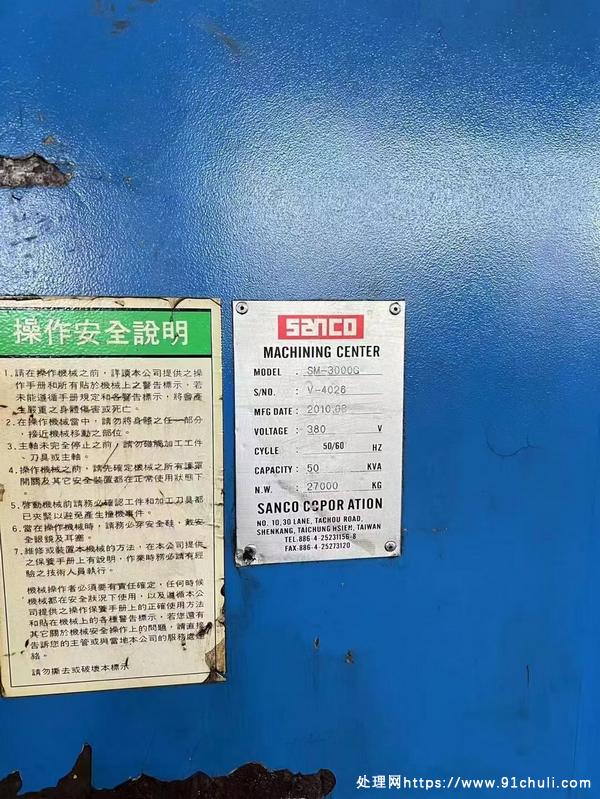 操作安全說明
1.請在操作機械之前，詳讀本公司提供之操
作手冊和所有貼於機械上之警告標示，若
未能遵循手冊規定和各警告標示，將會產
生嚴重之身體傷害或死亡。
2.在操作機械當中，請勿將身體之任一部分
，接近機械移動之部位。
3.主軸未完全停止之前，請勿碰觸加工工件
、刀具或主軸。
4.操作機械之前，請先確定機械之所有護罩
開關及其它安全裝置都在正常使用狀態下
5.啓動機械前請務必確認工件和加工刀具都
已夾緊以避免產生撞機事件。
6.當在操作機械時，請務必穿安全鞋，戴安
全眼鏡及耳塞。
7.維修或裝置本機械的方法，在本公司提供
之保養手冊上有說明，作業時務必請有經
驗之技術人員執行。
機械操作者必須要有責任確定，任何時候
機械都在安全狀況下使用，以及遵循本公
司提供之操作保養手冊上的正確使用方法
和貼在機械上的各種警告標示。若您還有
其它關於機械安全操作上的問題，請直接
告訴您的主管或與當地本公司的服務處連
絡。
請勿撕去或破壞本標示
SANCO
MACHINING CENTER
MODEL : SM-3000G
S/NO. : V-4026
MFG DATE : 2010.08
VOLTAGE : 380 V
CYCLE : 50/60 HZ
CAPACITY : 50 KVA
N.W. : 27000 KG
SANCO COPORATION
NO. 10,30 LANE, TACHOU ROAD,
SHENKANG, TAICHUNG HSIEH, TAIWAN
TEL:886-4-25231156-8
FAX:886-4-25273120
处理网https://www.91chuli.com/